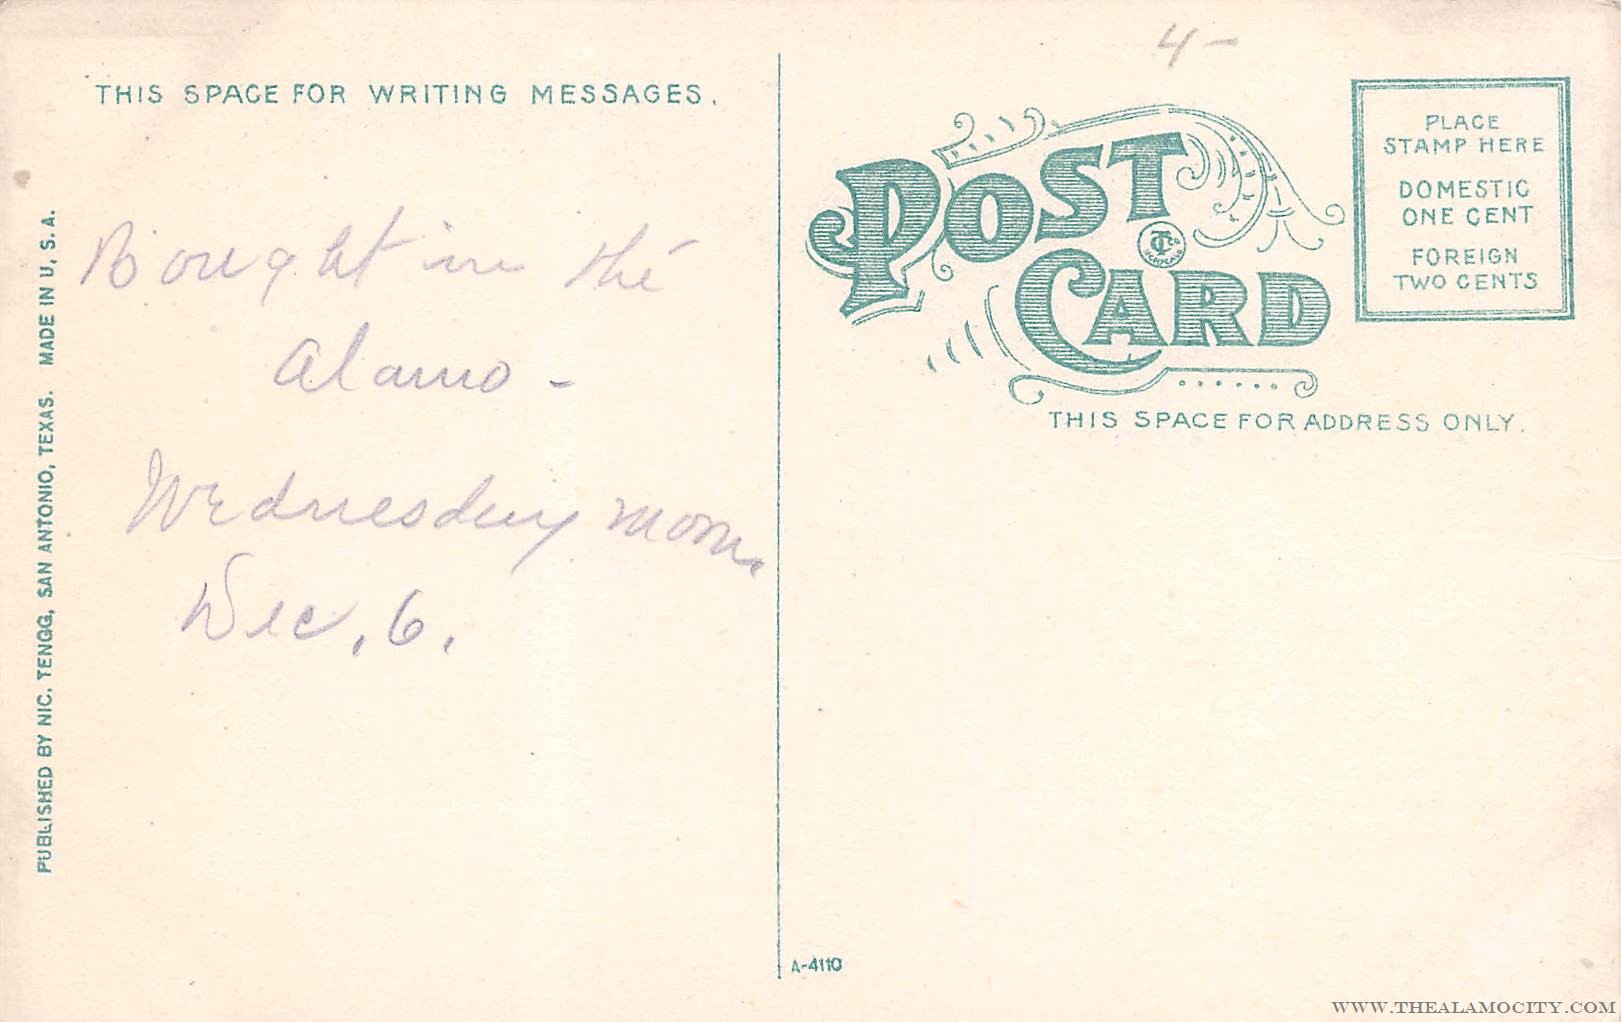 THIS SPACE FOR WRITING MESSAGES.
Bought in the
Alamo -
Wednesday morn.
Dec. 6.
PUBLISHED BY NIC. TENGG, SAN ANTONIO, TEXAS. MADE IN U.S.A.
4-
POST
CARD
PLACE
STAMP HERE
DOMESTIC
ONE CENT
FOREIGN
TWO CENTS
THIS SPACE FOR ADDRESS ONLY.
A-4110
WWW.THEALAMOCITY.COM